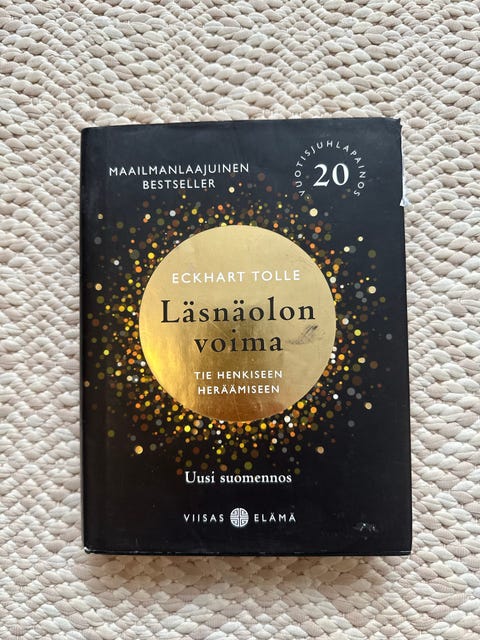 MAAILMANLAAJUINEN
BESTSELLER
VUOTISJUHLAPAINOS
20
ECKHART TOLLE
Läsnäolon
voima
TIE HENKISEEN
HERÄÄMISEEN
Uusi suomennos
VIISAS ELÄMÄ